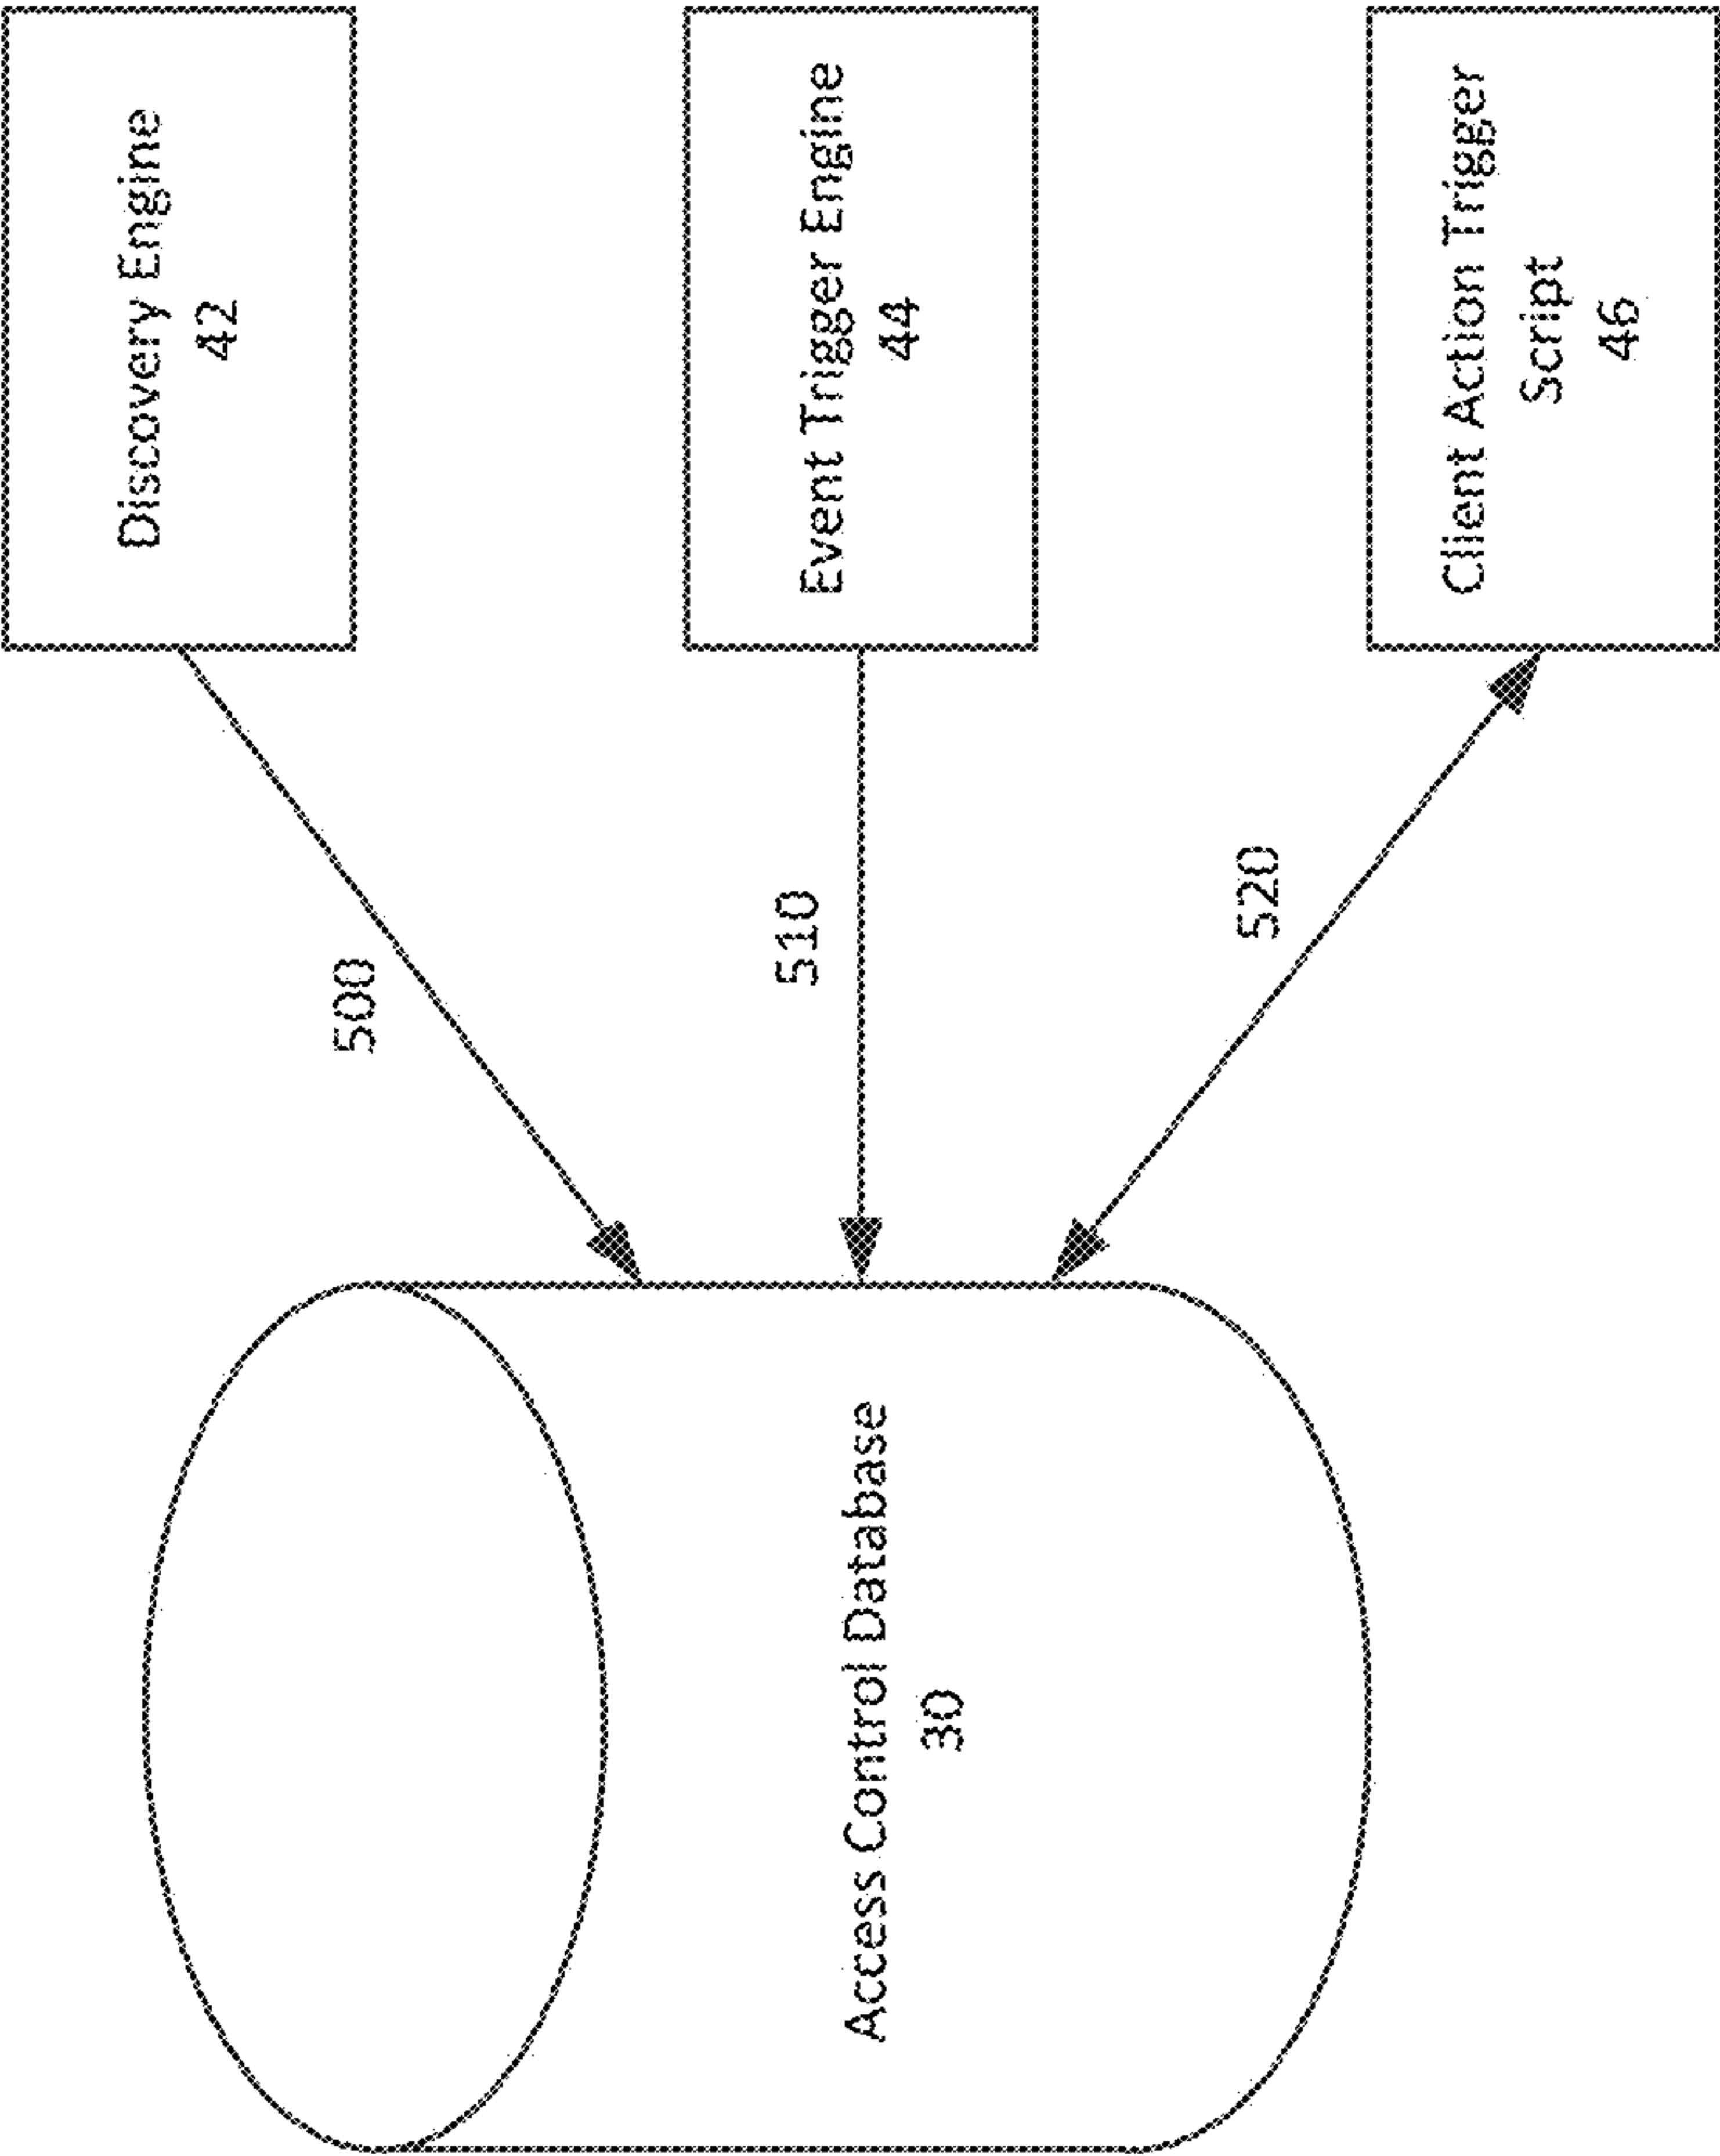 Discovery Engine
42
500
Event Trigger Engine
44
510
Access Control Database
30
520
Client Action Trigger
Script
46